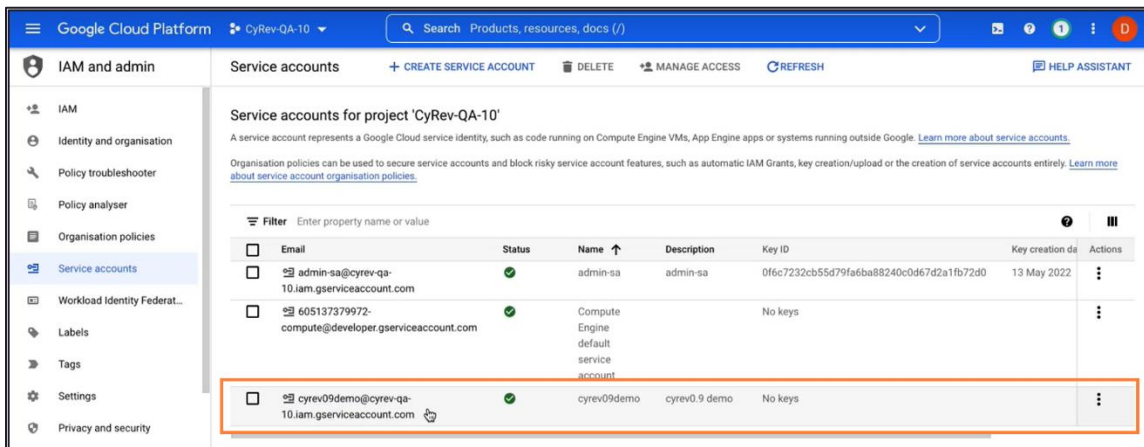 Google Cloud Platform
CyRev-QA-10
Search Products, resources, docs (/)
1
D
IAM and admin
Service accounts
CREATE SERVICE ACCOUNT
DELETE
MANAGE ACCESS
REFRESH
HELP ASSISTANT
IAM
Identity and organisation
Policy troubleshooter
Policy analyser
Organisation policies
Service accounts
Workload Identity Federat...
Labels
Tags
Settings
Privacy and security
Service accounts for project 'CyRev-QA-10'
A service account represents a Google Cloud service identity, such as code running on Compute Engine VMs, App Engine apps or systems running outside Google. Learn more about service accounts.
Organisation policies can be used to secure service accounts and block risky service account features, such as automatic IAM Grants, key creation/upload or the creation of service accounts entirely. Learn more
about service account organisation policies.
Filter Enter property name or value
Email Status Name Description Key ID Key creation da Actions
admin-sa@cyrev-qa- admin-sa admin-sa 0f6c7232cb55d79fa6ba88240c0d67d2a1fb72d0 13 May 2022
10.iam.gserviceaccount.com
605137379972- Compute No keys
compute@developer.gserviceaccount.com Engine
default
service
account
cyrev09demo@cyrev-qa- cyrev09demo cyrev0.9 demo No keys
10.iam.gserviceaccount.com